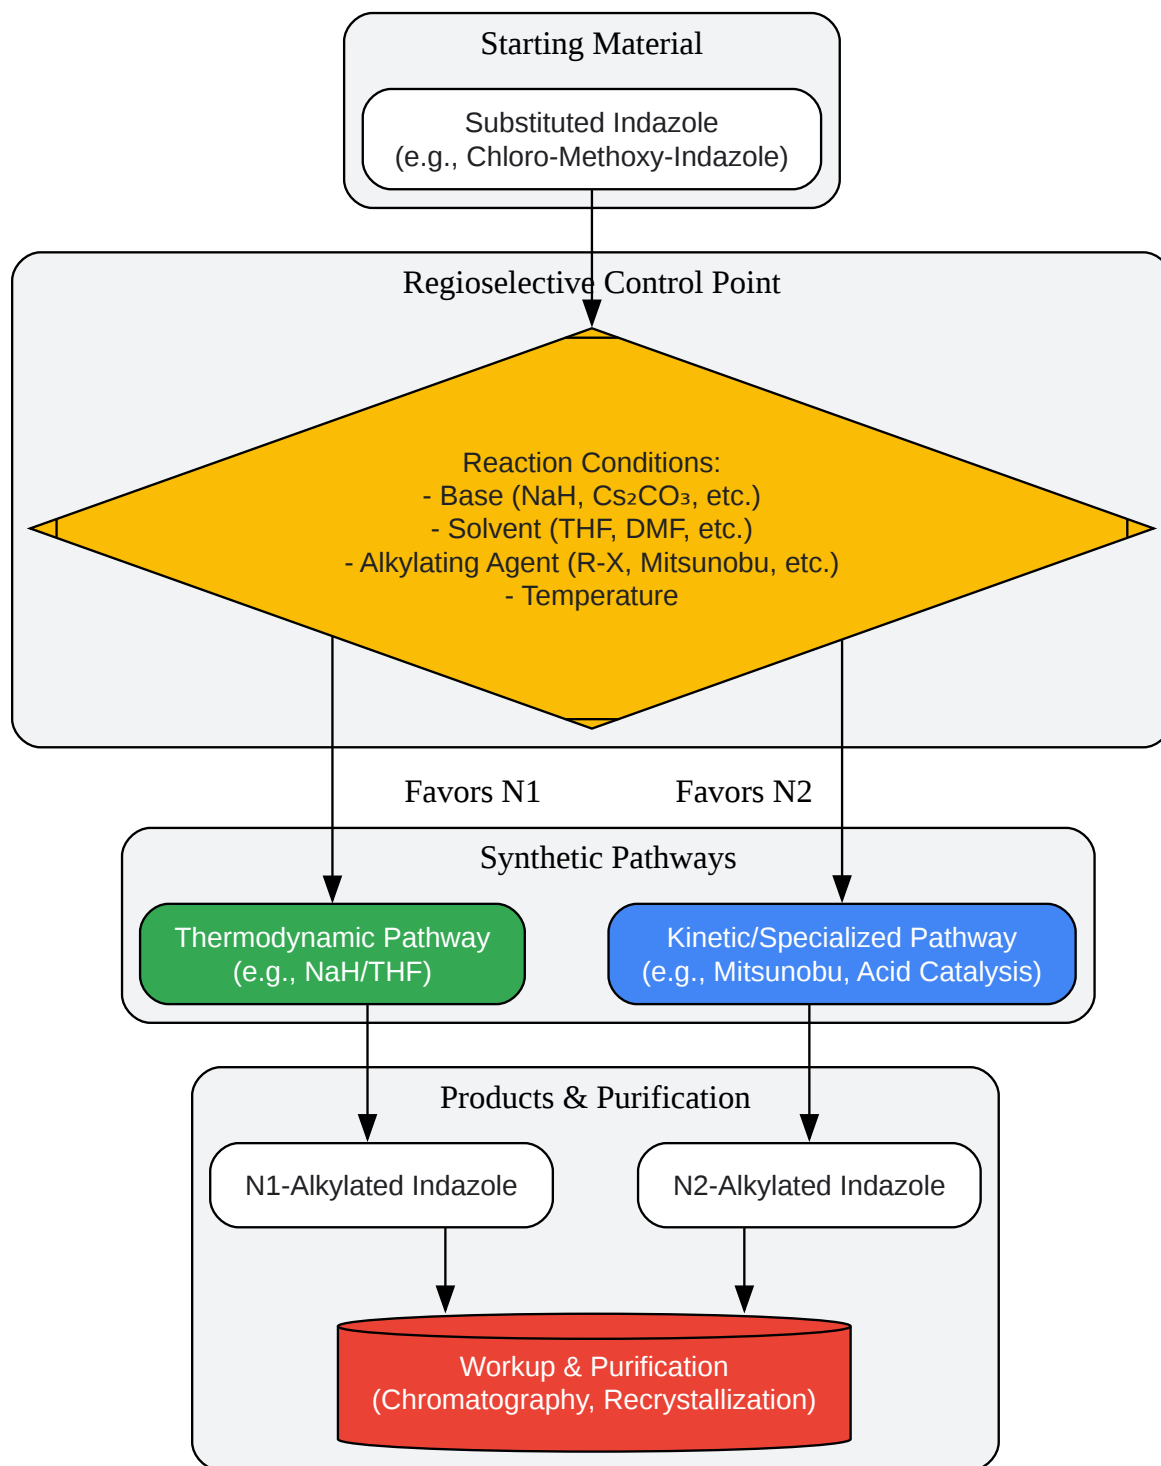 Starting Material
Substituted Indazole
(e.g., Chloro-Methoxy-Indazole)
Regioselective Control Point
Reaction Conditions:
- Base (NaH, Cs₂CO₃, etc.)
- Solvent (THF, DMF, etc.)
- Alkylating Agent (R-X, Mitsunobu, etc.)
- Temperature
Favors N1
Favors N2
Synthetic Pathways
Thermodynamic Pathway
(e.g., NaH/THF)
Kinetic/Specialized Pathway
(e.g., Mitsunobu, Acid Catalysis)
Products & Purification
N1-Alkylated Indazole
N2-Alkylated Indazole
Workup & Purification
(Chromatography, Recrystallization)